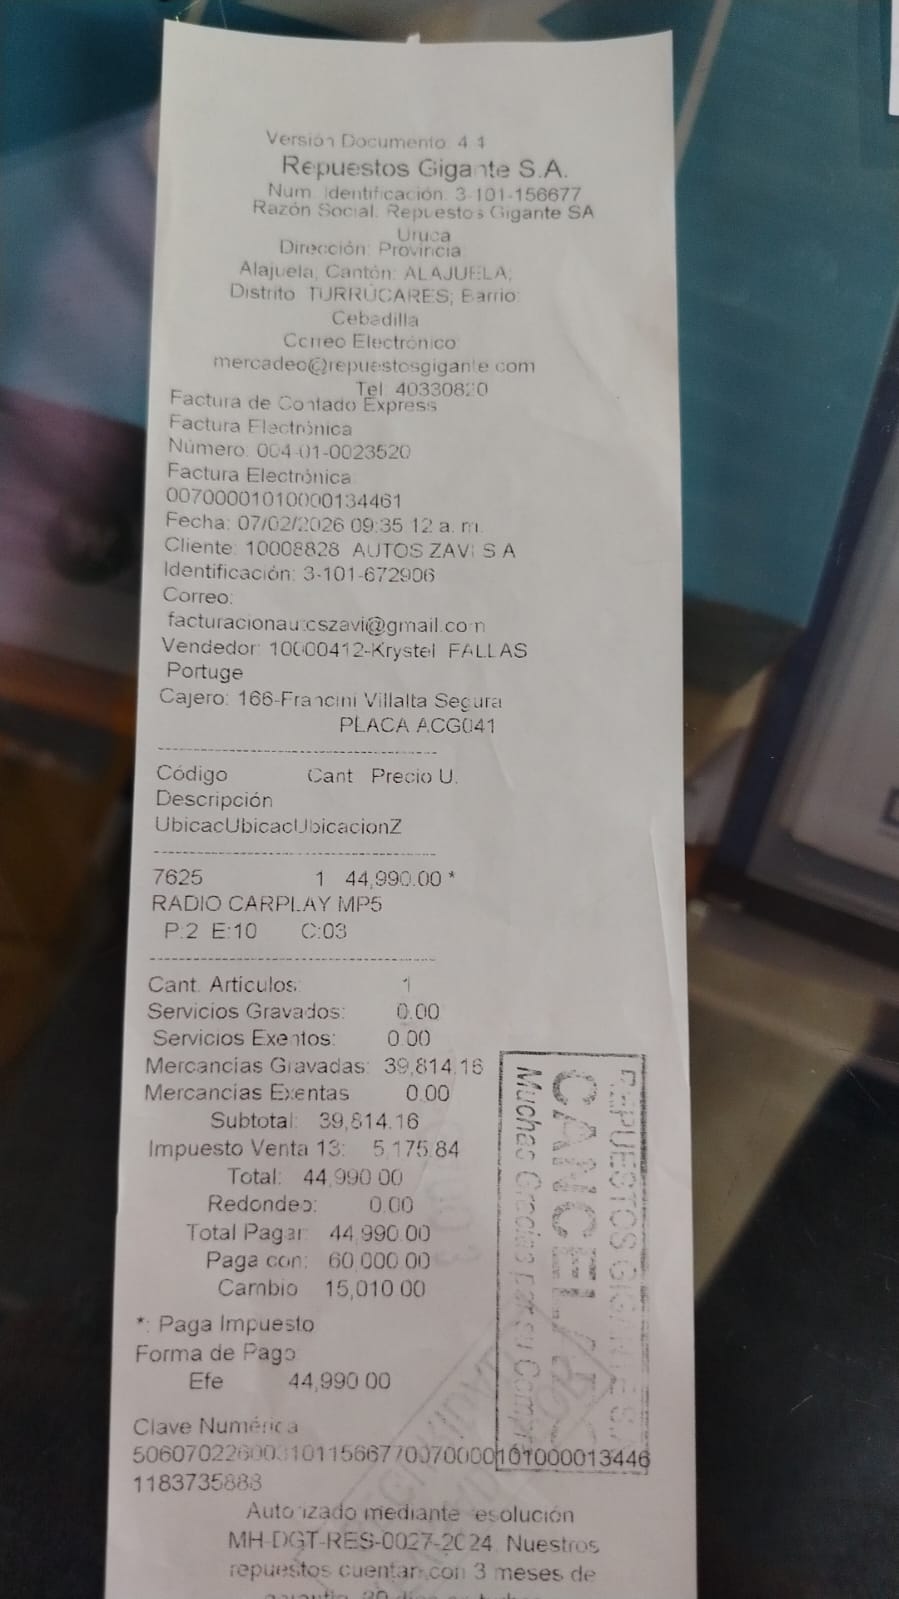 Versión Documento: 4.4
Repuestos Gigante S.A.
Num. Identificación: 3-101-156677
Razón Social: Repuestos Gigante SA
Uruca
Dirección: Provincia:
Alajuela; Cantón: ALAJUELA;
Distrito: TURRÚCARES; Barrio:
Cebadilla
Correo Electrónico:
mercadeo@repuestosgigante.com
Tel: 40330820
Factura de Contado Express
Factura Electrónica
Número: 004-01-0023520
Factura Electrónica:
00700001010000134461
Fecha: 07/02/2026 09:35:12 a. m.
Cliente: 10008828 AUTOS ZAVI S A
Identificación: 3-101-672906
Correo:
facturacionautoszavi@gmail.com
Vendedor: 10000412-Krystel FALLAS
Portuge
Cajero: 166-Francini Villalta Segura
PLACA ACG041
Código Cant Precio U.
Descripción
UbicacUbicacUbicacionZ
7625 1 44,990.00 *
RADIO CARPLAY MP5
P:2 E:10 C:03
Cant. Artículos: 1
Servicios Gravados: 0.00
Servicios Exentos: 0.00
Mercancias Gravadas: 39,814.16
Mercancias Exentas 0.00
Subtotal: 39,814.16
Impuesto Venta 13: 5,175.84
Total: 44,990.00
Redondeo: 0.00
Total Pagar: 44,990.00
Paga con: 60,000.00
Cambio 15,010.00
*: Paga Impuesto
Forma de Pago
Efe 44,990.00
Clave Numérica
5060702260031011566770070000101000013446
1183735888
Autorizado mediante resolución
MH-DGT-RES-0027-2024. Nuestros
repuestos cuentan con 3 meses de
REPUESTOS GIGANTE S.A.
CANCELADO
Muchas Gracias por su Compra